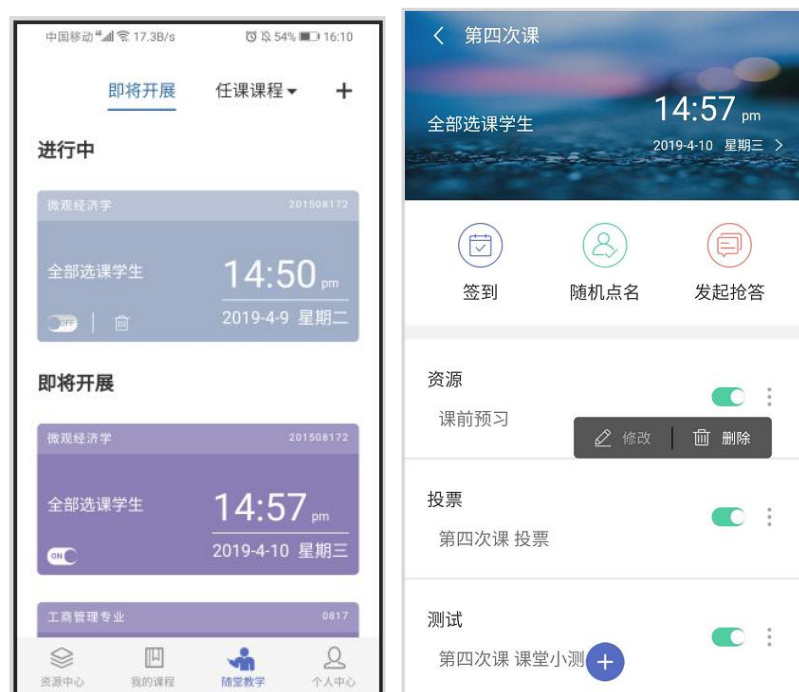 中国移动 17.3B/s 54% 16:10
即将开展 任课课程
进行中
微观经济学 201508172
全部选课学生 14:50 pm
OFF 2019-4-9 星期二
即将开展
微观经济学 201508172
全部选课学生 14:57 pm
ON 2019-4-10 星期三
工商管理专业 0817
资源中心 我的课程 随堂教学 个人中心
第四次课
全部选课学生 14:57 pm
2019-4-10 星期三
签到 随机点名 发起抢答
资源
课前预习
修改 删除
投票
第四次课 投票
测试
第四次课 课堂小测